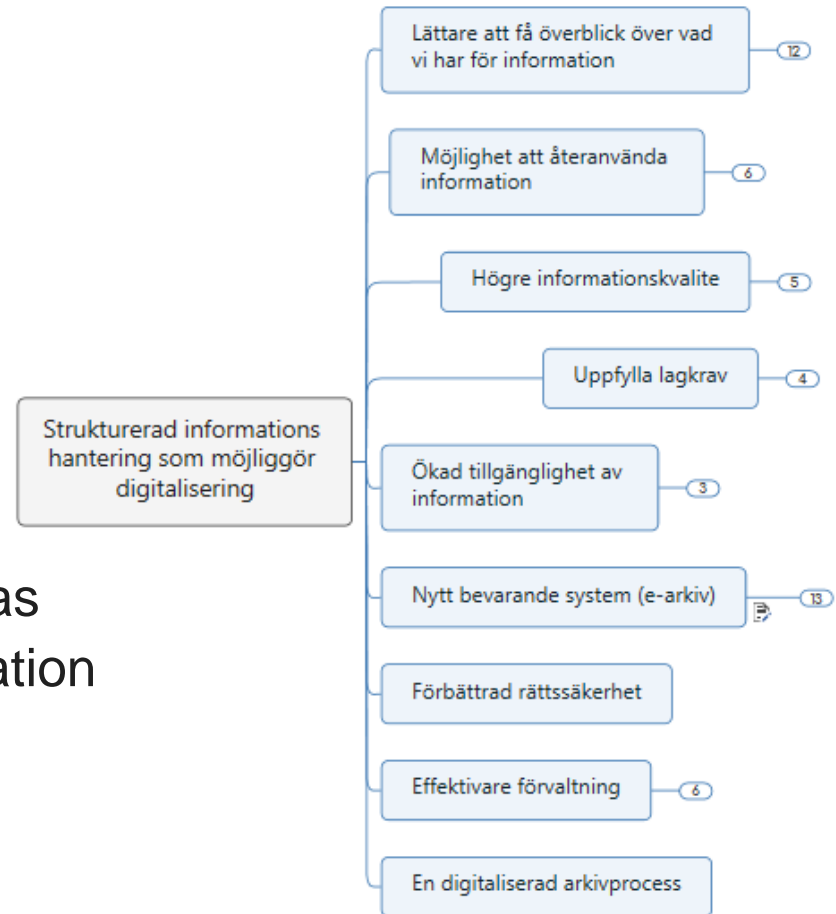 Lättare att få överblick över vad
vi har för information
12
Möjlighet att återanvända
information
6
Högre informationskvalite
5
Uppfylla lagkrav
4
Strukturerad informations
hantering som möjliggör
digitalisering
Ökad tillgänglighet av
information
3
as
ation
Nytt bevarande system (e-arkiv)
13
Förbättrad rättssäkerhet
Effektivare förvaltning
6
En digitaliserad arkivprocess